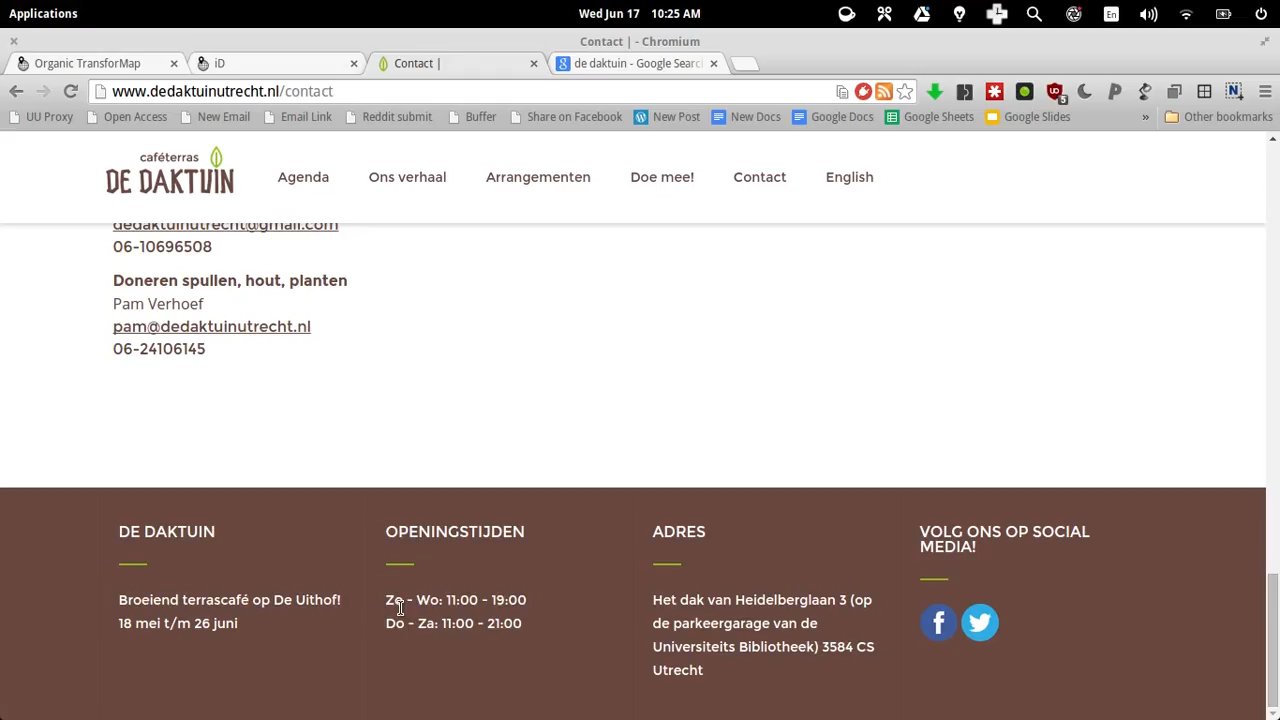 Applications
Wed Jun 17 10:25 AM
En
Contact | - Chromium
Organic TransforMap
iD
Contact |
de daktuin - Google Searc
www.dedaktuinutrecht.nl/contact
5
UU Proxy
Open Access
New Email
Email Link
Reddit submit
Buffer
Share on Facebook
New Post
New Docs
Google Docs
Google Sheets
Google Slides
»
Other bookmarks
caféterras
DE DAKTUIN
Agenda
Ons verhaal
Arrangementen
Doe mee!
Contact
English
dedaktuinutrecht@gmail.com
06-10696508
Doneren spullen, hout, planten
Pam Verhoef
pam@dedaktuinutrecht.nl
06-24106145
DE DAKTUIN
Broeiend terrascafé op De Uithof!
18 mei t/m 26 juni
OPENINGSTIJDEN
Zo - Wo: 11:00 - 19:00
Do - Za: 11:00 - 21:00
ADRES
Het dak van Heidelberglaan 3 (op
de parkeergarage van de
Universiteits Bibliotheek) 3584 CS
Utrecht
VOLG ONS OP SOCIAL
MEDIA!